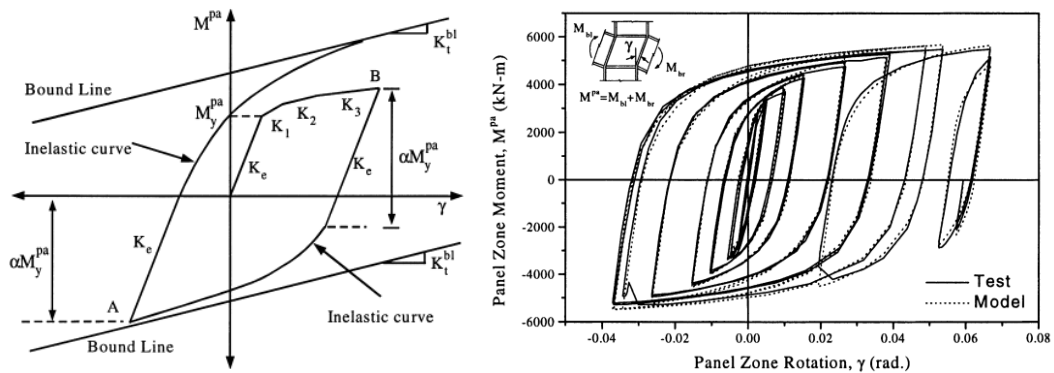 M^pa
K_t^bl
Bound Line
B
M_y^pa
K_1
K_2
K_3
Inelastic curve
K_e
K_e
αM_y^pa
γ
K_e
αM_y^pa
K_t^bl
A
Inelastic curve
Bound Line
6000
4000
2000
0
-2000
-4000
-6000
Panel Zone Moment, M^pa (kN-m)
M_bl
γ
M_br
M^pa=M_bl+M_br
Test
Model
-0.04 -0.02 0.00 0.02 0.04 0.06 0.08
Panel Zone Rotation, γ (rad.)